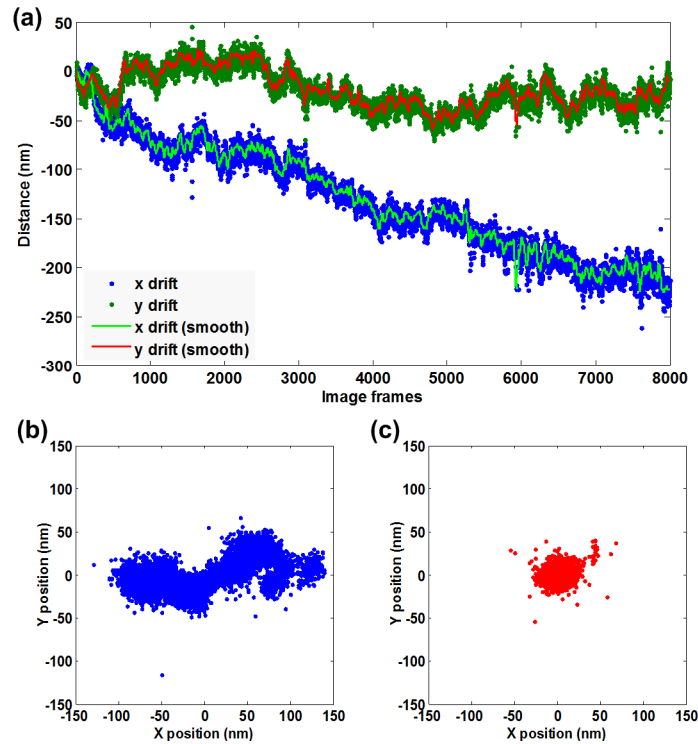 (a)
50
0
-50
-100
-150
-200
-250
-300
Distance (nm)
x drift
y drift
x drift (smooth)
y drift (smooth)
0 1000 2000 3000 4000 5000 6000 7000 8000
Image frames
(b)
150
100
50
0
-50
-100
-150
Y position (nm)
-150 -100 -50 0 50 100 150
X position (nm)
(c)
150
100
50
0
-50
-100
-150
Y position (nm)
-150 -100 -50 0 50 100 150
X position (nm)